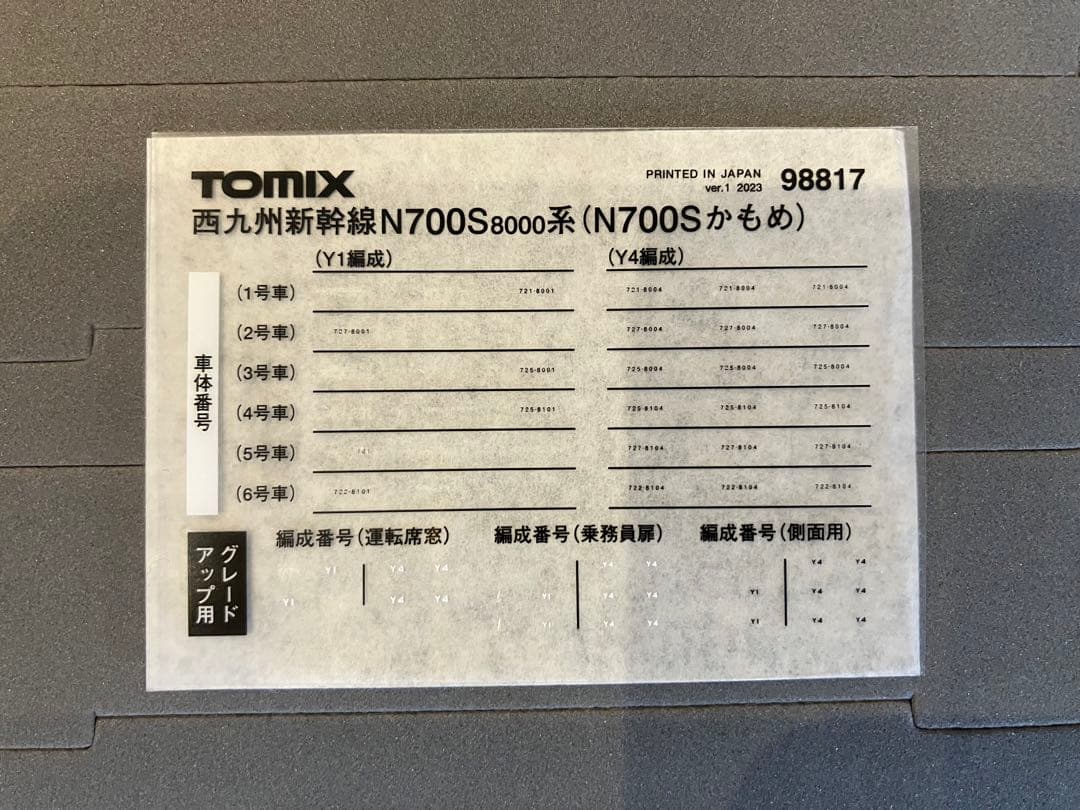 TOMIX
PRINTED IN JAPAN
ver.1 2023
98817
西九州新幹線N700S8000系(N700Sかもめ)
(Y1編成) (Y4編成)
車体番号
(1号車) 721-8001 721-8004 721-8004 721-8004
(2号車) 727-8001 727-8004 727-8004 727-8004
(3号車) 725-8001 725-8004 725-8004 725-8004
(4号車) 725-8101 725-8104 725-8104 725-8104
(5号車) 727-8104 727-8104 727-8104
(6号車) 722-8101 722-8104 722-8104 722-8104
グレード
アップ用
編成番号(運転席窓) 編成番号(乗務員扉) 編成番号(側面用)
Y1 Y4 Y4 Y4 Y4 Y4 Y4
Y1 Y4 Y4 Y1 Y4 Y4 Y1 Y4 Y4
Y1 Y4 Y4 Y1 Y4 Y4